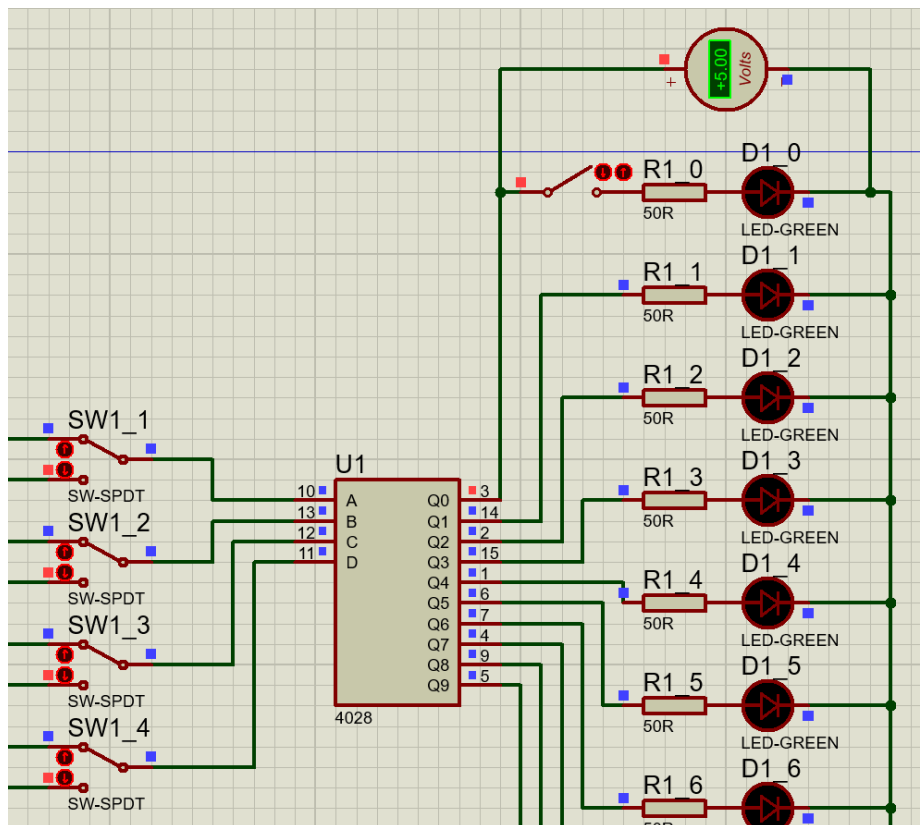 +5.00
Volts
+
D1_0
R1_0
50R
LED-GREEN
D1_1
R1_1
50R
LED-GREEN
D1_2
R1_2
50R
LED-GREEN
SW1_1
SW-SPDT
D1_3
R1_3
50R
LED-GREEN
U1
10 A
13 B
12 C
11 D
Q0 3
Q1 14
Q2 2
Q3 15
Q4 1
Q5 6
Q6 7
Q7 4
Q8 9
Q9 5
4028
SW1_2
SW-SPDT
D1_4
R1_4
50R
LED-GREEN
SW1_3
SW-SPDT
D1_5
R1_5
50R
LED-GREEN
SW1_4
SW-SPDT
D1_6
R1_6
50R